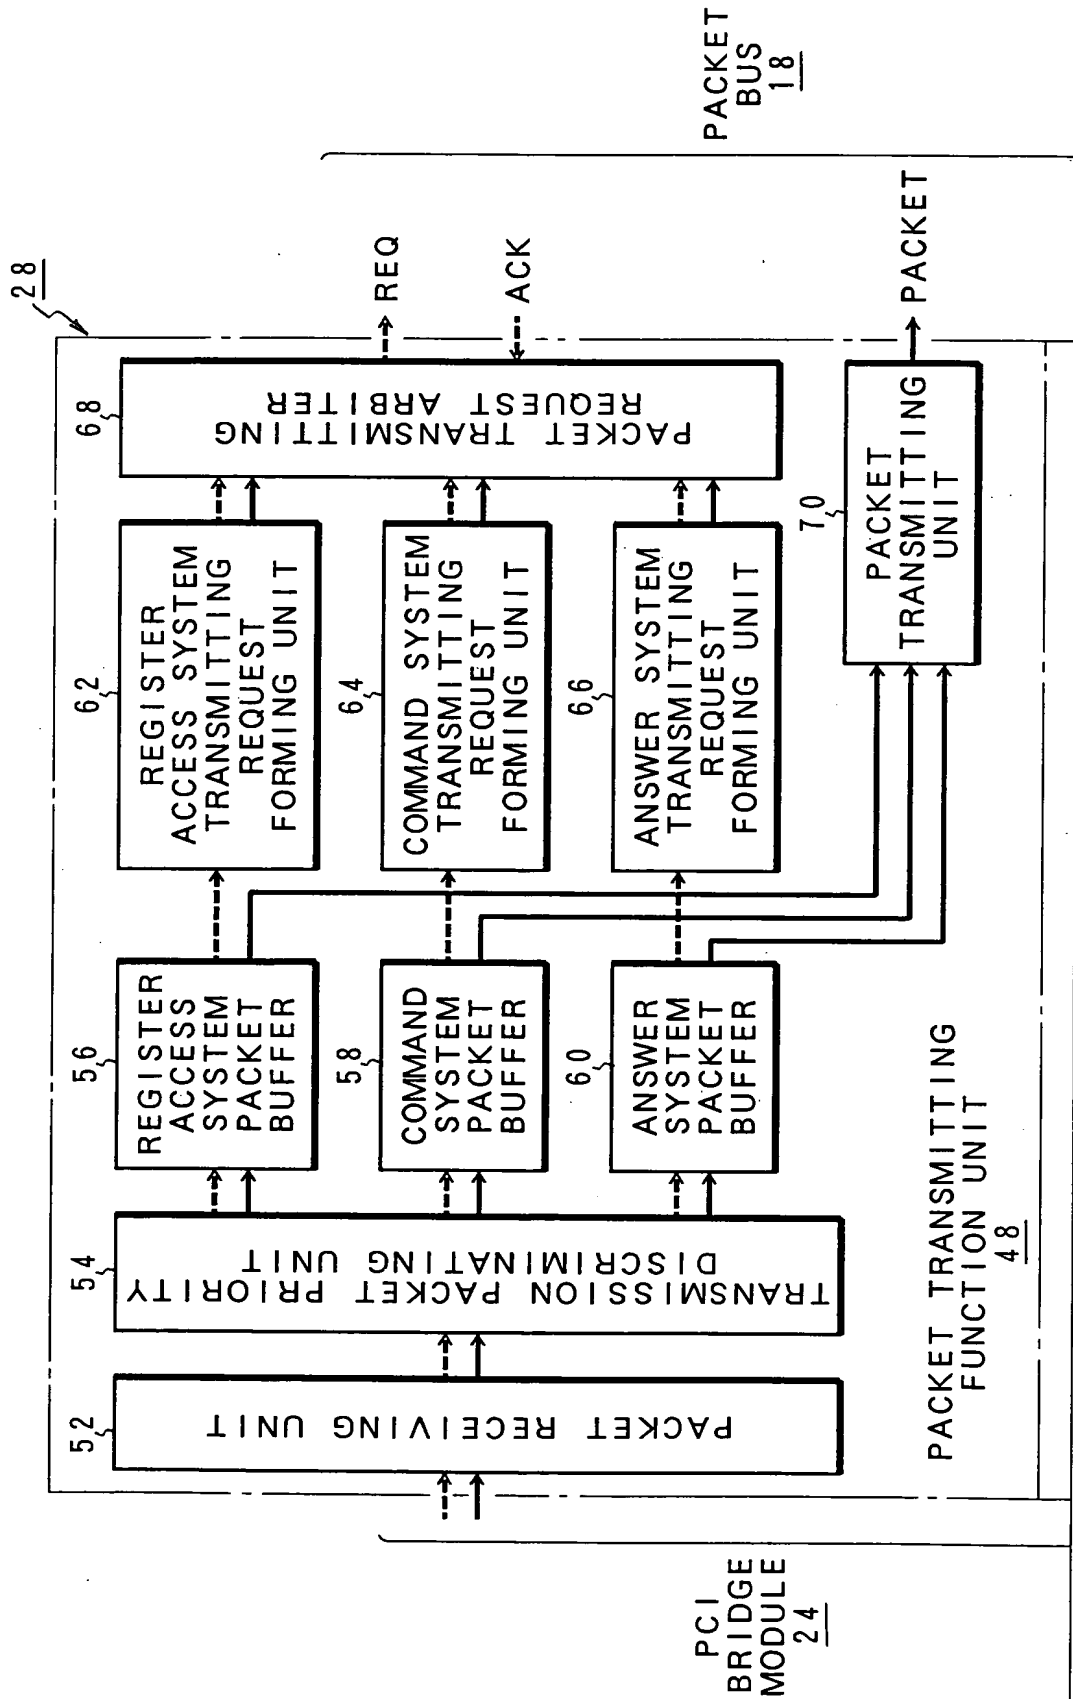 28
PCI
BRIDGE
MODULE
24
52
PACKET RECEIVING UNIT
54
TRANSMISSION PACKET PRIORITY
DISCRIMINATING UNIT
56
REGISTER
ACCESS
SYSTEM
PACKET
BUFFER
58
COMMAND
SYSTEM
PACKET
BUFFER
60
ANSWER
SYSTEM
PACKET
BUFFER
62
REGISTER
ACCESS SYSTEM
TRANSMITTING
REQUEST
FORMING UNIT
64
COMMAND SYSTEM
TRANSMITTING
REQUEST
FORMING UNIT
66
ANSWER SYSTEM
TRANSMITTING
REQUEST
FORMING UNIT
68
PACKET TRANSMITTING
REQUEST ARBITER
REQ
ACK
70
PACKET
TRANSMITTING
UNIT
PACKET
PACKET
BUS
18
PACKET TRANSMITTING
FUNCTION UNIT
48